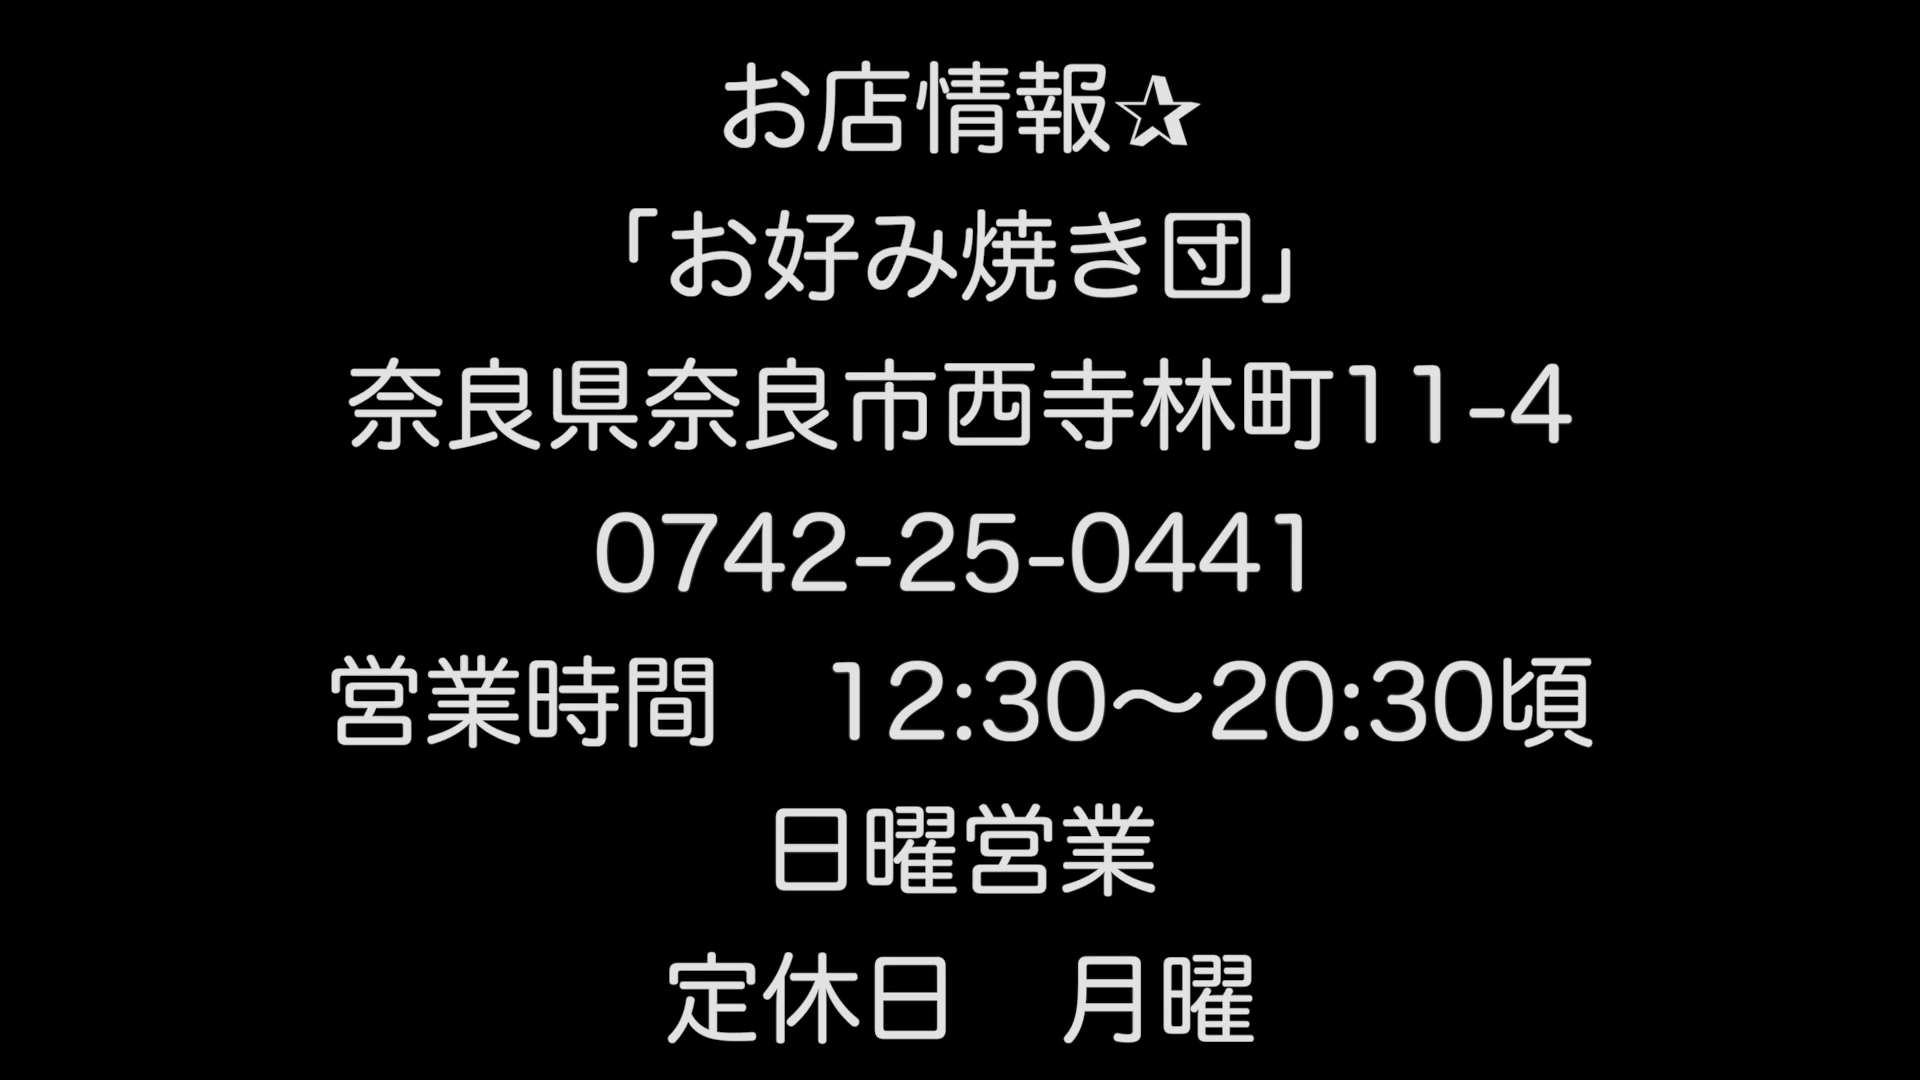 お店情報✰
「お好み焼き団」
奈良県奈良市西寺林町11-4
0742-25-0441
営業時間　12:30〜20:30頃
日曜営業
定休日　月曜